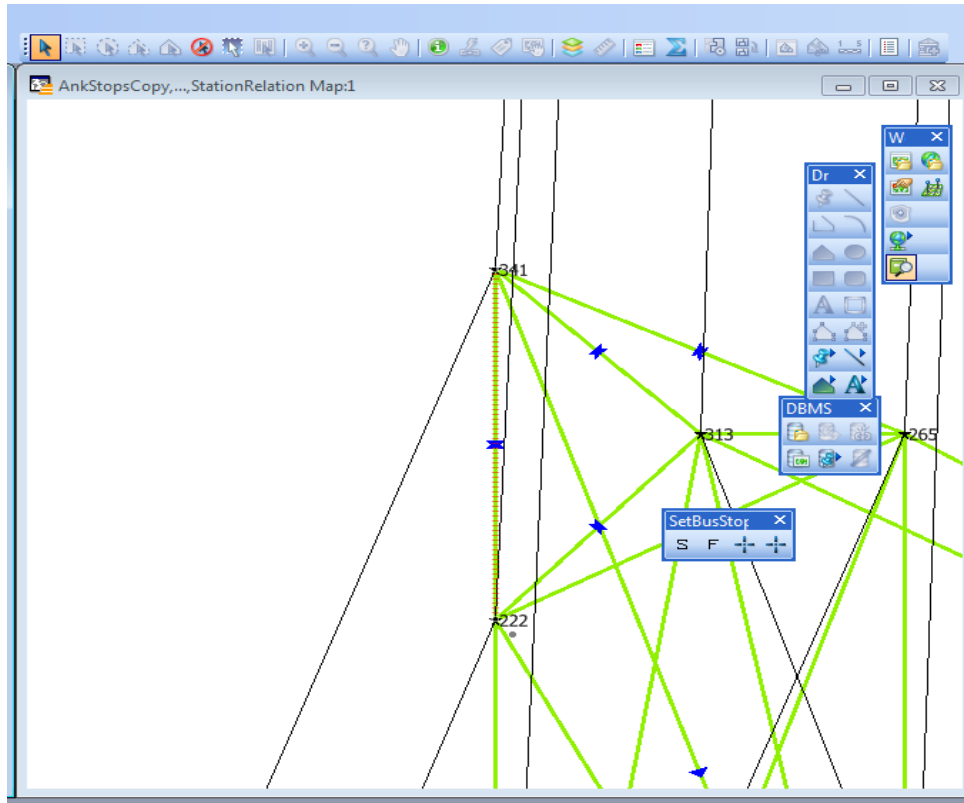 AnkStopsCopy,...,StationRelation Map:1
W
Dr
341
DBMS
313
265
SetBusStop
S F
222